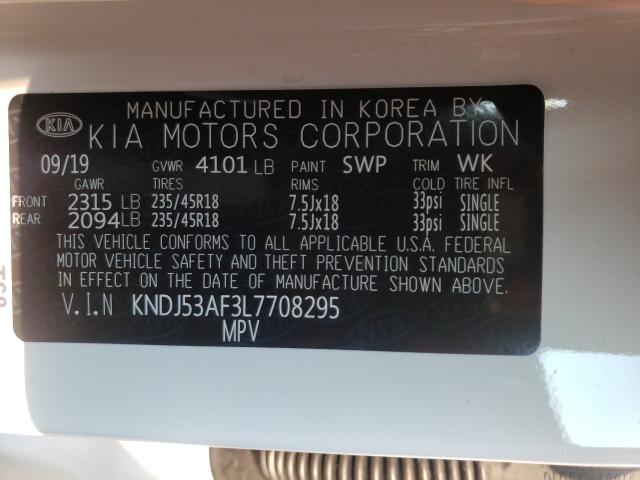 MANUFACTURED IN KOREA BY
KIA KIA MOTORS CORPORATION
09/19 GVWR 4101 LB PAINT SWP TRIM WK
GAWR TIRES RIMS COLD TIRE INFL
FRONT 2315 LB 235/45R18 7.5Jx18 33psi SINGLE
REAR 2094 LB 235/45R18 7.5Jx18 33psi SINGLE
THIS VEHICLE CONFORMS TO ALL APPLICABLE U.S.A. FEDERAL
MOTOR VEHICLE SAFETY AND THEFT PREVENTION STANDARDS
IN EFFECT ON THE DATE OF MANUFACTURE SHOWN ABOVE.
V.I.N KNDJ53AF3L7708295
MPV